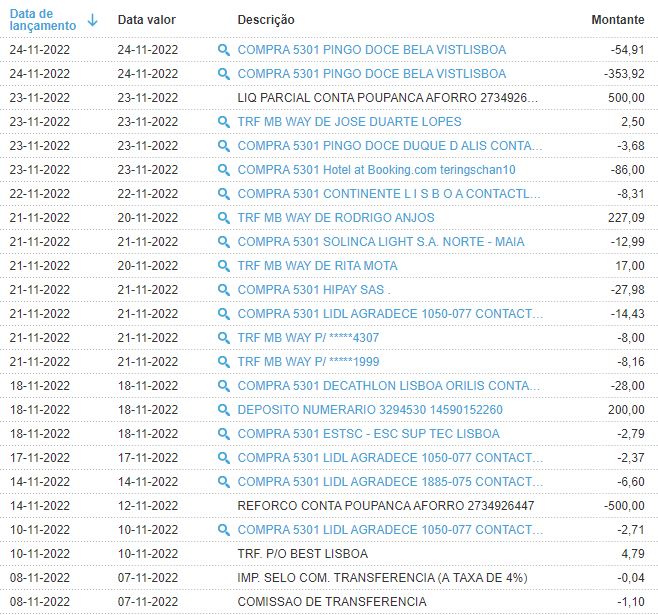 Data de lançamento Data valor Descrição Montante
24-11-2022 24-11-2022 COMPRA 5301 PINGO DOCE BELA VISTLISBOA -54,91
24-11-2022 24-11-2022 COMPRA 5301 PINGO DOCE BELA VISTLISBOA -353,92
23-11-2022 23-11-2022 LIQ PARCIAL CONTA POUPANCA AFORRO 2734926... 500,00
23-11-2022 23-11-2022 TRF MB WAY DE JOSE DUARTE LOPES 2,50
23-11-2022 23-11-2022 COMPRA 5301 PINGO DOCE DUQUE D ALIS CONTA... -3,68
23-11-2022 23-11-2022 COMPRA 5301 Hotel at Booking.com teringschan10 -86,00
22-11-2022 22-11-2022 COMPRA 5301 CONTINENTE L I S B O A CONTACTL... -8,31
21-11-2022 20-11-2022 TRF MB WAY DE RODRIGO ANJOS 227,09
21-11-2022 21-11-2022 COMPRA 5301 SOLINCA LIGHT S.A. NORTE - MAIA -12,99
21-11-2022 20-11-2022 TRF MB WAY DE RITA MOTA 17,00
21-11-2022 21-11-2022 COMPRA 5301 HIPAY SAS . -27,98
21-11-2022 21-11-2022 COMPRA 5301 LIDL AGRADECE 1050-077 CONTACT... -14,43
21-11-2022 21-11-2022 TRF MB WAY P/ *****4307 -8,00
21-11-2022 21-11-2022 TRF MB WAY P/ *****1999 -8,16
18-11-2022 18-11-2022 COMPRA 5301 DECATHLON LISBOA ORILIS CONTA... -28,00
18-11-2022 18-11-2022 DEPOSITO NUMERARIO 3294530 14590152260 200,00
18-11-2022 18-11-2022 COMPRA 5301 ESTSC - ESC SUP TEC LISBOA -2,79
17-11-2022 17-11-2022 COMPRA 5301 LIDL AGRADECE 1050-077 CONTACT... -2,37
14-11-2022 14-11-2022 COMPRA 5301 LIDL AGRADECE 1885-075 CONTACT... -6,60
14-11-2022 12-11-2022 REFORCO CONTA POUPANCA AFORRO 2734926447 -500,00
10-11-2022 10-11-2022 COMPRA 5301 LIDL AGRADECE 1050-077 CONTACT... -2,71
10-11-2022 10-11-2022 TRF. P/O BEST LISBOA 4,79
08-11-2022 07-11-2022 IMP. SELO COM. TRANSFERENCIA (A TAXA DE 4%) -0,04
08-11-2022 07-11-2022 COMISSAO DE TRANSFERENCIA -1,10